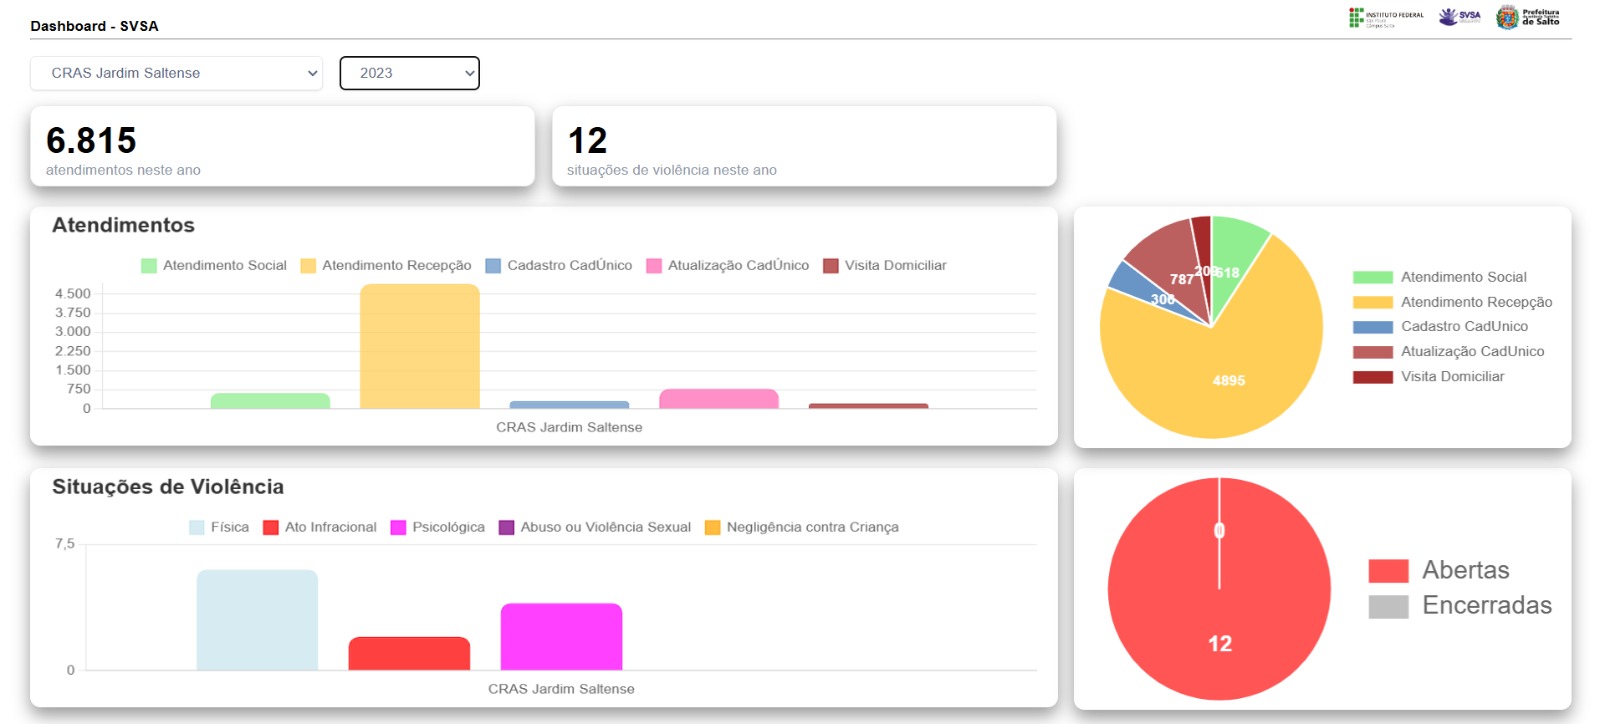 Dashboard - SVSA
INSTITUTO FEDERAL
SVSA
Prefeitura
de Salto
CRAS Jardim Saltense
2023
6.815
atendimentos neste ano
12
situações de violência neste ano
Atendimentos
Atendimento Social
Atendimento Recepção
Cadastro CadÚnico
Atualização CadÚnico
Visita Domiciliar
4.500
3.750
3.000
2.250
1.500
750
0
CRAS Jardim Saltense
618
787
306
4895
Atendimento Social
Atendimento Recepção
Cadastro CadUnico
Atualização CadUnico
Visita Domiciliar
Situações de Violência
Física
Ato Infracional
Psicológica
Abuso ou Violência Sexual
Negligência contra Criança
7,5
0
CRAS Jardim Saltense
0
12
Abertas
Encerradas